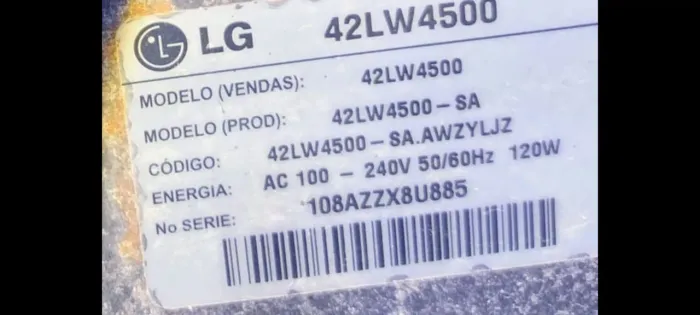 LG 42LW4500
MODELO (VENDAS): 42LW4500
MODELO (PROD): 42LW4500-SA
CÓDIGO: 42LW4500-SA.AWZYLJZ
ENERGIA: AC 100 - 240V 50/60Hz 120W
No SERIE: 108AZZX8U885